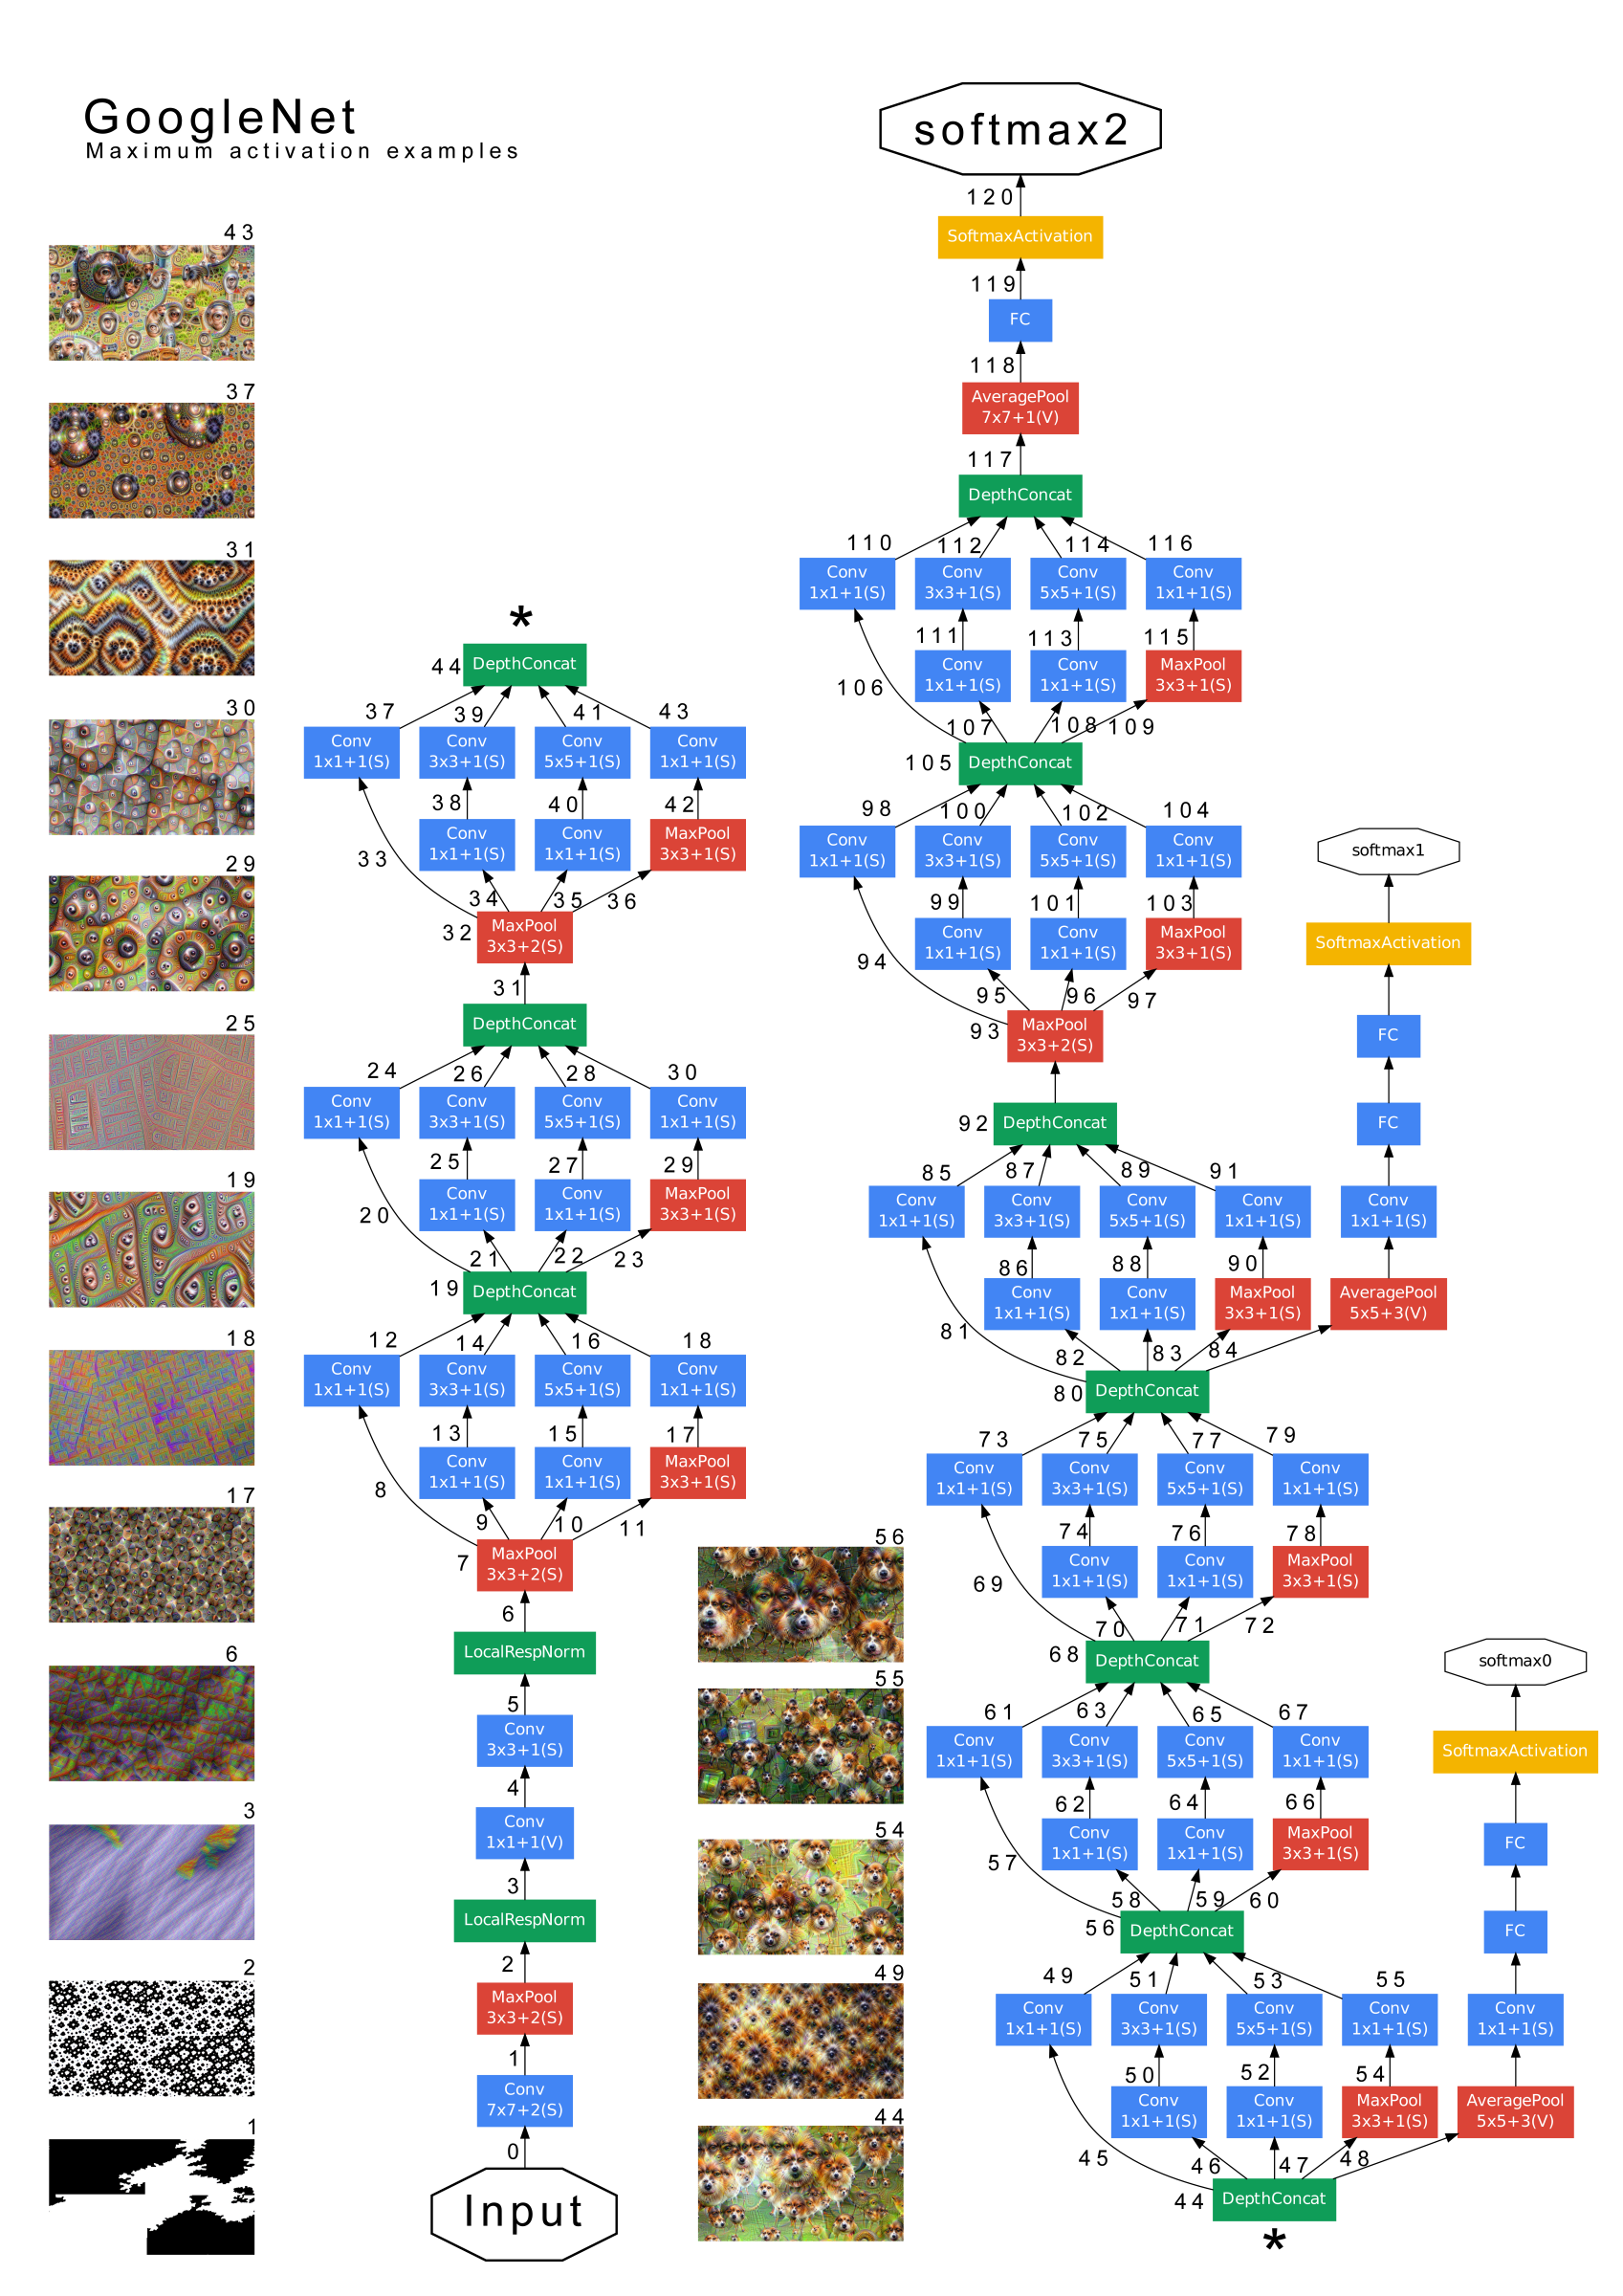 GoogleNet
Maximum activation examples
43
37
31
30
29
25
19
18
17
6
3
2
1
*
DepthConcat
44
37 39 41 43
Conv 1x1+1(S)
Conv 3x3+1(S)
Conv 5x5+1(S)
Conv 1x1+1(S)
38 40 42
Conv 1x1+1(S)
Conv 1x1+1(S)
MaxPool 3x3+1(S)
33 34 35 36
32
MaxPool 3x3+2(S)
31
DepthConcat
24 26 28 30
Conv 1x1+1(S)
Conv 3x3+1(S)
Conv 5x5+1(S)
Conv 1x1+1(S)
25 27 29
Conv 1x1+1(S)
Conv 1x1+1(S)
MaxPool 3x3+1(S)
20 21 22 23
19
DepthConcat
12 14 16 18
Conv 1x1+1(S)
Conv 3x3+1(S)
Conv 5x5+1(S)
Conv 1x1+1(S)
13 15 17
Conv 1x1+1(S)
Conv 1x1+1(S)
MaxPool 3x3+1(S)
8 9 10 11
7
MaxPool 3x3+2(S)
6
LocalRespNorm
5
Conv 3x3+1(S)
4
Conv 1x1+1(V)
3
LocalRespNorm
2
MaxPool 3x3+2(S)
1
Conv 7x7+2(S)
0
Input
56
55
54
49
44
softmax2
120
SoftmaxActivation
119
FC
118
AveragePool 7x7+1(V)
117
DepthConcat
110 112 114 116
Conv 1x1+1(S)
Conv 3x3+1(S)
Conv 5x5+1(S)
Conv 1x1+1(S)
111 113 115
Conv 1x1+1(S)
Conv 1x1+1(S)
MaxPool 3x3+1(S)
106 107 108 109
105
DepthConcat
98 100 102 104
Conv 1x1+1(S)
Conv 3x3+1(S)
Conv 5x5+1(S)
Conv 1x1+1(S)
99 101 103
Conv 1x1+1(S)
Conv 1x1+1(S)
MaxPool 3x3+1(S)
94 95 96 97
93
MaxPool 3x3+2(S)
92
DepthConcat
85 87 89 91
Conv 1x1+1(S)
Conv 3x3+1(S)
Conv 5x5+1(S)
Conv 1x1+1(S)
86 88 90
Conv 1x1+1(S)
Conv 1x1+1(S)
MaxPool 3x3+1(S)
81 82 83 84
softmax1
SoftmaxActivation
FC
FC
Conv 1x1+1(S)
AveragePool 5x5+3(V)
80
DepthConcat
73 75 77 79
Conv 1x1+1(S)
Conv 3x3+1(S)
Conv 5x5+1(S)
Conv 1x1+1(S)
74 76 78
Conv 1x1+1(S)
Conv 1x1+1(S)
MaxPool 3x3+1(S)
69 70 71 72
68
DepthConcat
61 63 65 67
Conv 1x1+1(S)
Conv 3x3+1(S)
Conv 5x5+1(S)
Conv 1x1+1(S)
62 64 66
Conv 1x1+1(S)
Conv 1x1+1(S)
MaxPool 3x3+1(S)
57 58 59 60
56
DepthConcat
49 51 53 55
Conv 1x1+1(S)
Conv 3x3+1(S)
Conv 5x5+1(S)
Conv 1x1+1(S)
50 52 54
Conv 1x1+1(S)
Conv 1x1+1(S)
MaxPool 3x3+1(S)
45 46 47 48
softmax0
SoftmaxActivation
FC
FC
Conv 1x1+1(S)
AveragePool 5x5+3(V)
44
DepthConcat
*